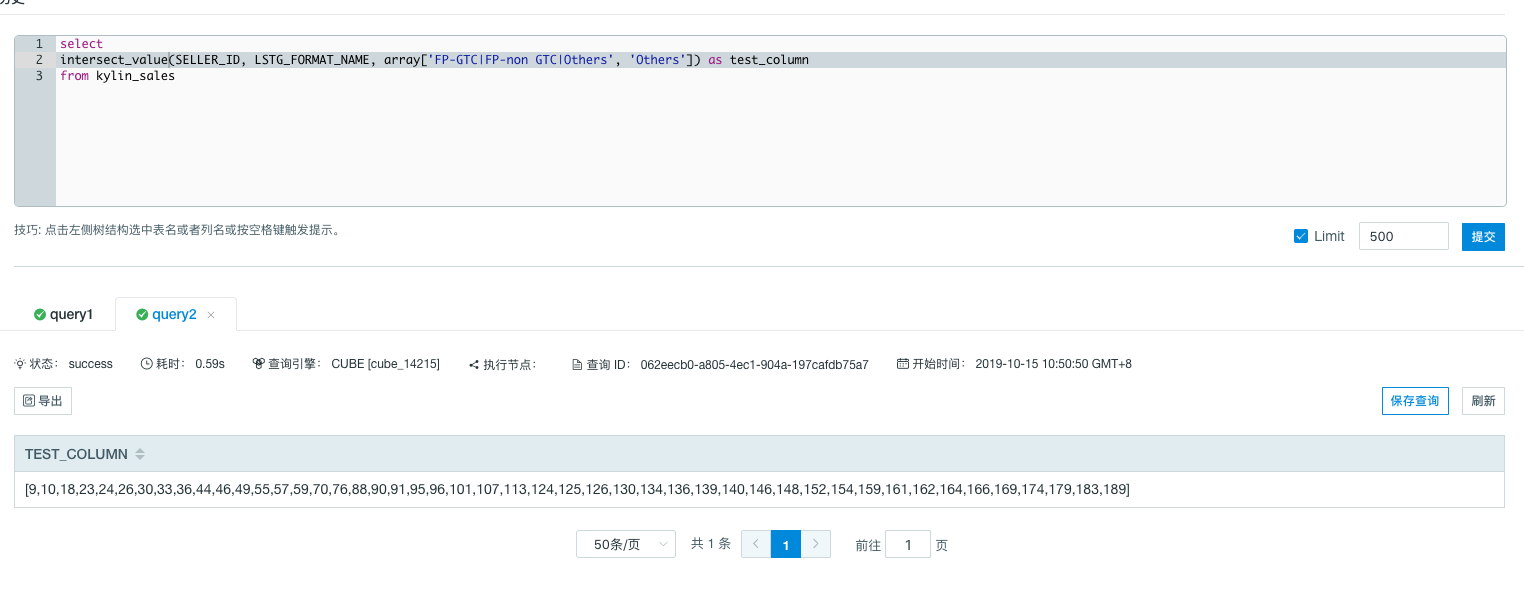 历史
1 select
2 intersect_value(SELLER_ID, LSTG_FORMAT_NAME, array['FP-GTC|FP-non GTC|Others', 'Others']) as test_column
3 from kylin_sales
技巧: 点击左侧树结构选中表名或者列名或按空格键触发提示。
Limit 500 提交
query1 query2 ×
状态： success 耗时： 0.59s 查询引擎： CUBE [cube_14215] 执行节点： 查询 ID： 062eecb0-a805-4ec1-904a-197cafdb75a7 开始时间： 2019-10-15 10:50:50 GMT+8
导出 保存查询 刷新
TEST_COLUMN
[9,10,18,23,24,26,30,33,36,44,46,49,55,57,59,70,76,88,90,91,95,96,101,107,113,124,125,126,130,134,136,139,140,146,148,152,154,159,161,162,164,166,169,174,179,183,189]
50条/页 共 1 条 < 1 > 前往 1 页